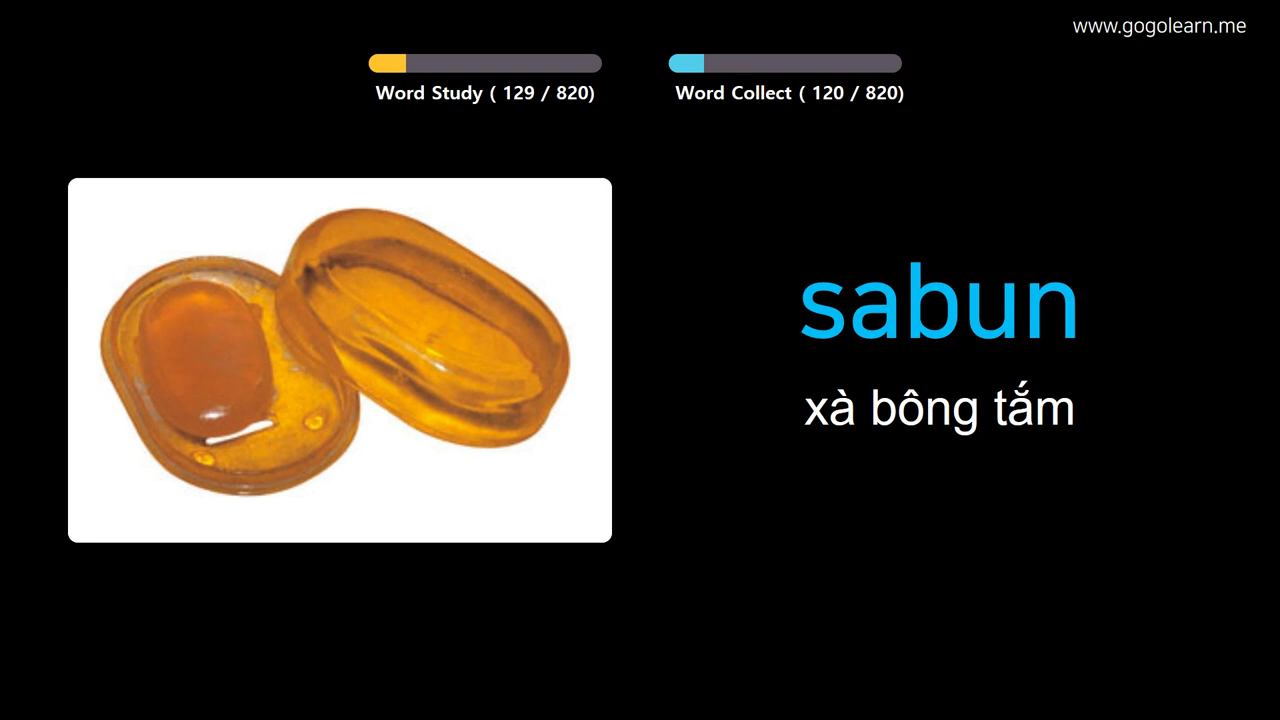 www.gogolearn.me
Word Study ( 129 / 820)
Word Collect ( 120 / 820)
sabun
xà bông tắm